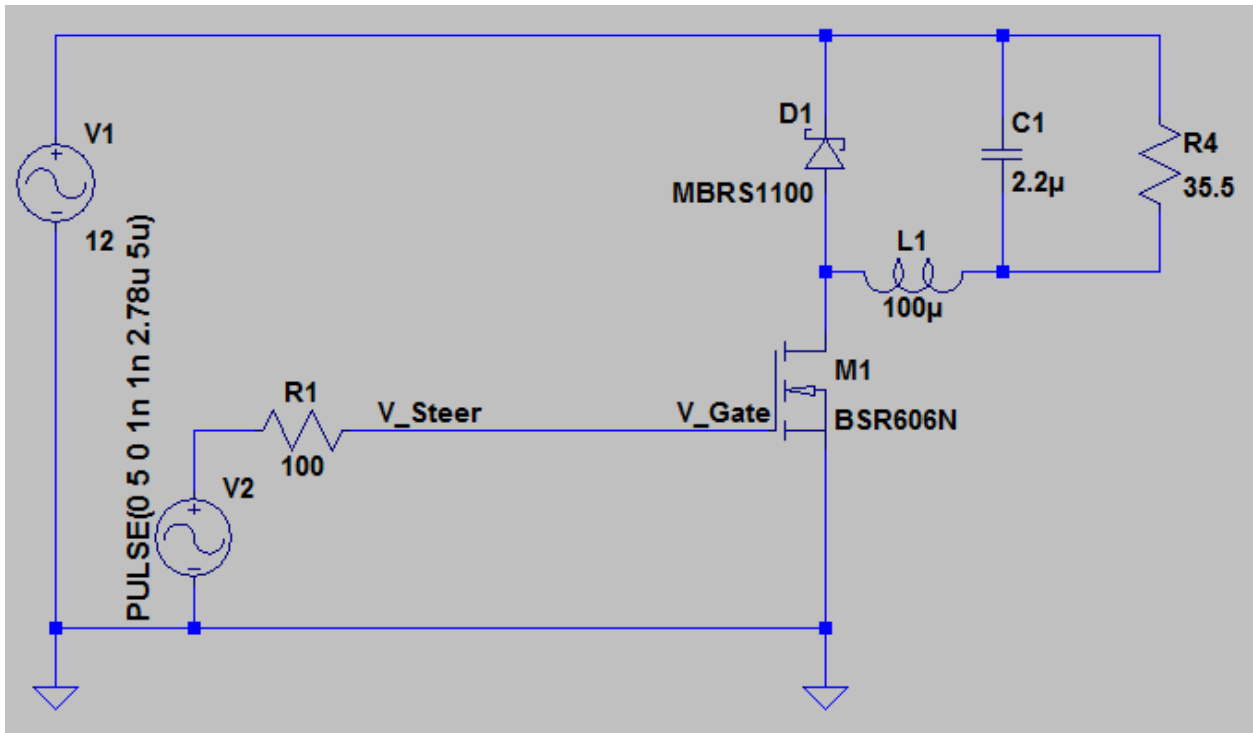 V1
+
−
12
PULSE(0 5 0 1n 1n 2.78u 5u)
R1
100
V_Steer
V2
+
−
V_Gate
D1
MBRS1100
C1
2.2µ
R4
35.5
L1
100µ
M1
BSR606N